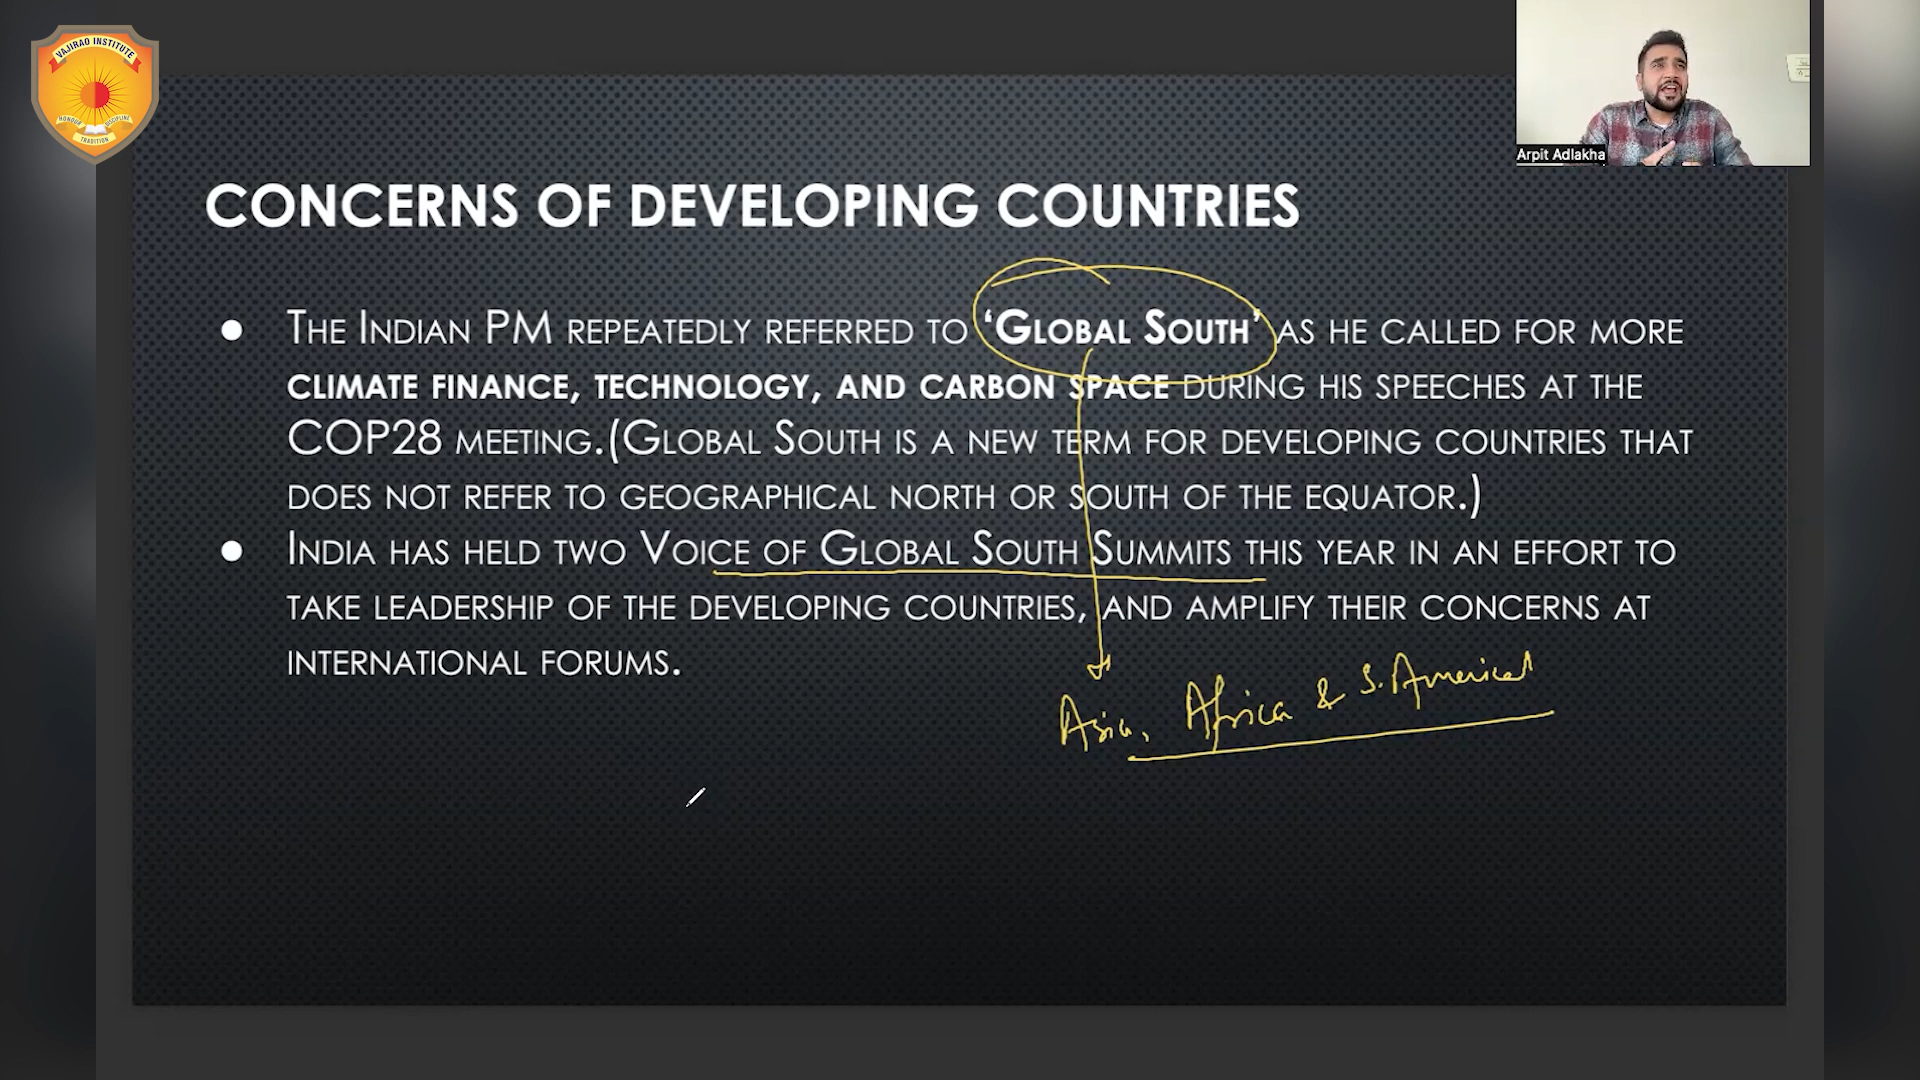 VAJIRAO INSTITUTE
HONOUR
DISCIPLINE
TRADITION
Arpit Adlakha
CONCERNS OF DEVELOPING COUNTRIES
• THE INDIAN PM REPEATEDLY REFERRED TO ‘GLOBAL SOUTH’ AS HE CALLED FOR MORE
CLIMATE FINANCE, TECHNOLOGY, AND CARBON SPACE DURING HIS SPEECHES AT THE
COP28 MEETING.(GLOBAL SOUTH IS A NEW TERM FOR DEVELOPING COUNTRIES THAT
DOES NOT REFER TO GEOGRAPHICAL NORTH OR SOUTH OF THE EQUATOR.)
• INDIA HAS HELD TWO VOICE OF GLOBAL SOUTH SUMMITS THIS YEAR IN AN EFFORT TO
TAKE LEADERSHIP OF THE DEVELOPING COUNTRIES, AND AMPLIFY THEIR CONCERNS AT
INTERNATIONAL FORUMS.
Asia, Africa & S. America